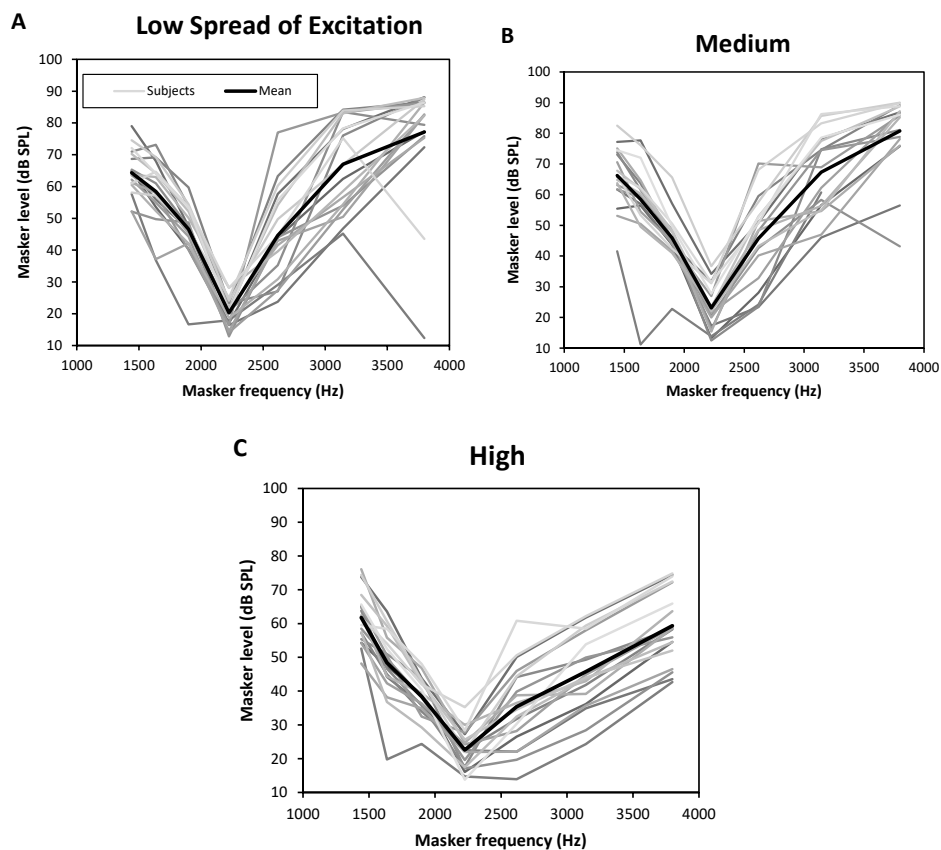 A
Low Spread of Excitation
Masker level (dB SPL)
100
90
80
70
60
50
40
30
20
10
Subjects Mean
1000 1500 2000 2500 3000 3500 4000
Masker frequency (Hz)
B
Medium
Masker level (dB SPL)
100
90
80
70
60
50
40
30
20
10
1000 1500 2000 2500 3000 3500 4000
Masker frequency (Hz)
C
High
Masker level (dB SPL)
100
90
80
70
60
50
40
30
20
10
1000 1500 2000 2500 3000 3500 4000
Masker frequency (Hz)